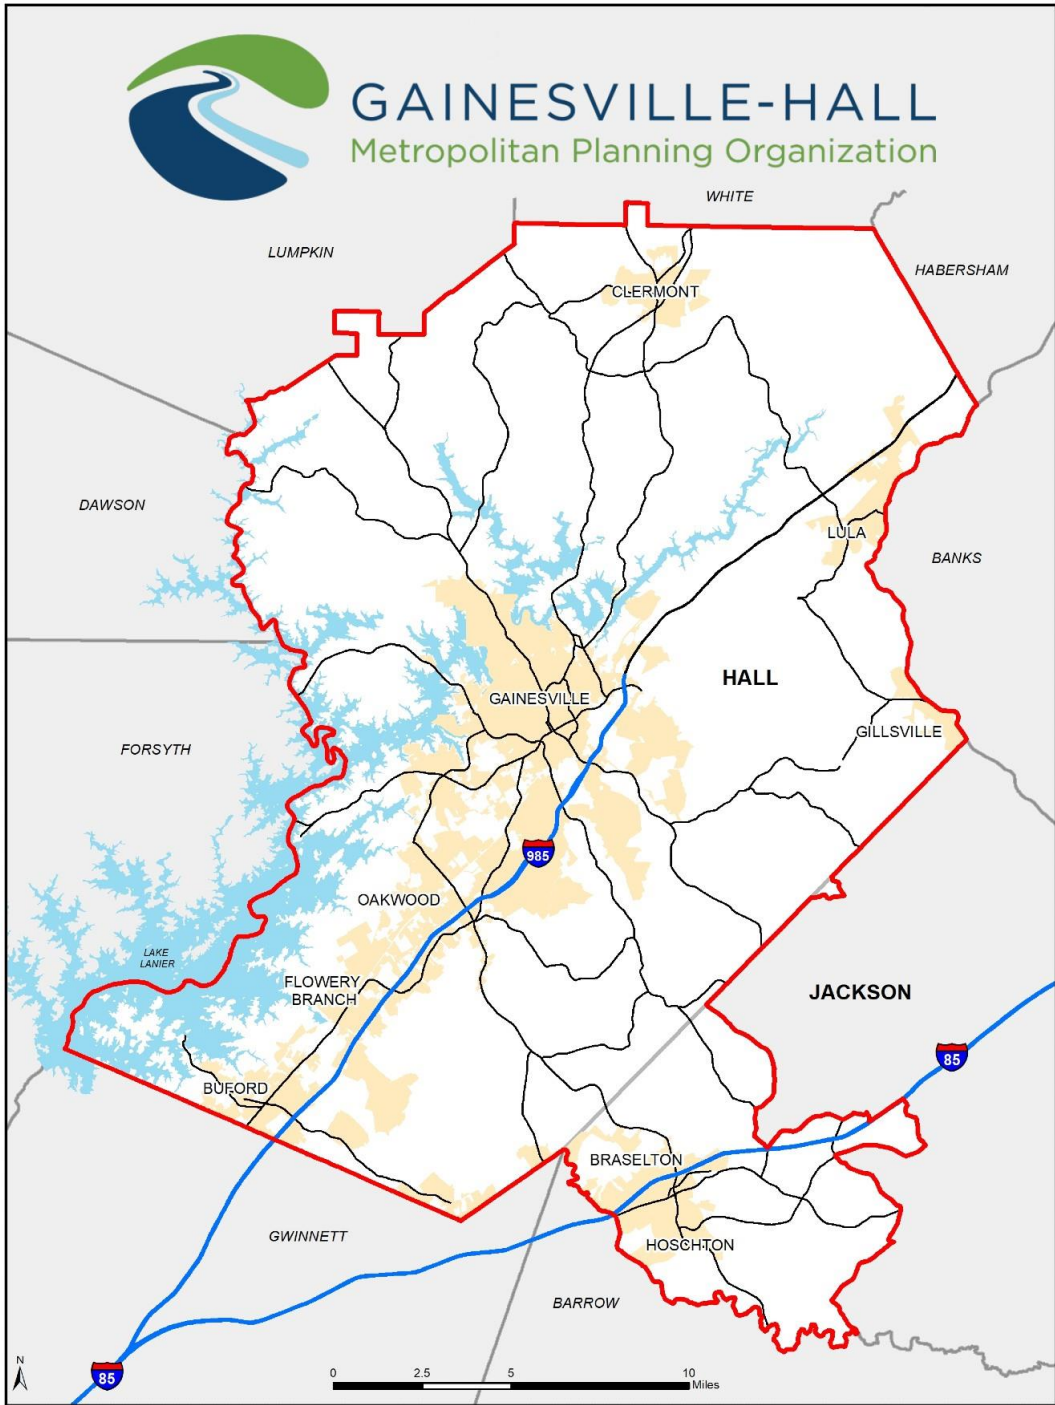 GAINESVILLE-HALL
Metropolitan Planning Organization
WHITE
LUMPKIN
HABERSHAM
CLERMONT
DAWSON
LULA
BANKS
HALL
GAINESVILLE
GILLSVILLE
FORSYTH
985
OAKWOOD
LAKE
LANIER
FLOWERY
BRANCH
JACKSON
85
BUFORD
BRASELTON
GWINNETT
HOSCHTON
BARROW
N
85
0 2.5 5 10
Miles